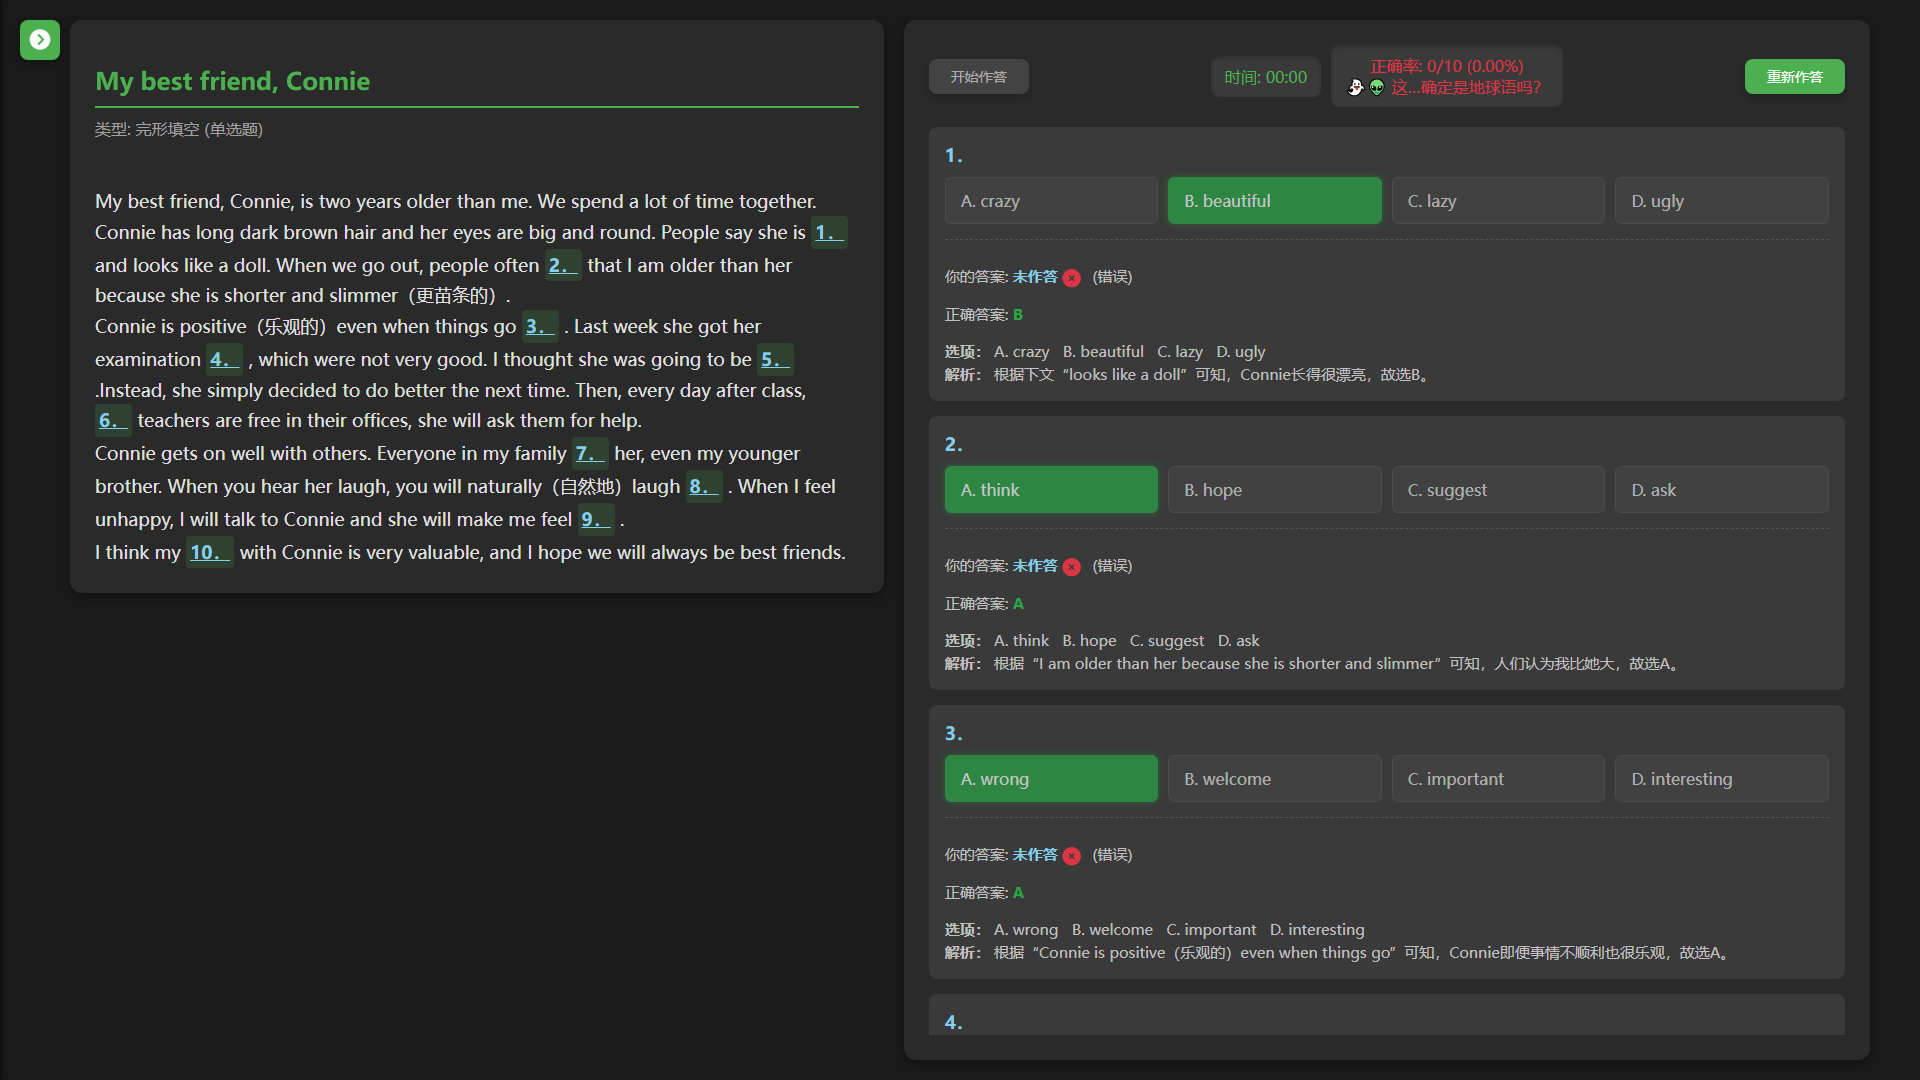 My best friend, Connie
类型: 完形填空 (单选题)
My best friend, Connie, is two years older than me. We spend a lot of time together.
Connie has long dark brown hair and her eyes are big and round. People say she is 1.
and looks like a doll. When we go out, people often 2. that I am older than her
because she is shorter and slimmer（更苗条的）.
Connie is positive（乐观的）even when things go 3. . Last week she got her
examination 4. , which were not very good. I thought she was going to be 5.
.Instead, she simply decided to do better the next time. Then, every day after class,
6. teachers are free in their offices, she will ask them for help.
Connie gets on well with others. Everyone in my family 7. her, even my younger
brother. When you hear her laugh, you will naturally（自然地）laugh 8. . When I feel
unhappy, I will talk to Connie and she will make me feel 9. .
I think my 10. with Connie is very valuable, and I hope we will always be best friends.
开始作答
时间: 00:00
正确率: 0/10 (0.00%)
👻👽 这...确定是地球语吗?
重新作答
1.
A. crazy
B. beautiful
C. lazy
D. ugly
你的答案: 未作答 (错误)
正确答案: B
选项： A. crazy B. beautiful C. lazy D. ugly
解析： 根据下文“looks like a doll”可知，Connie长得很漂亮，故选B。
2.
A. think
B. hope
C. suggest
D. ask
你的答案: 未作答 (错误)
正确答案: A
选项： A. think B. hope C. suggest D. ask
解析： 根据“I am older than her because she is shorter and slimmer”可知，人们认为我比她大，故选A。
3.
A. wrong
B. welcome
C. important
D. interesting
你的答案: 未作答 (错误)
正确答案: A
选项： A. wrong B. welcome C. important D. interesting
解析： 根据“Connie is positive（乐观的）even when things go”可知，Connie即便事情不顺利也很乐观，故选A。
4.